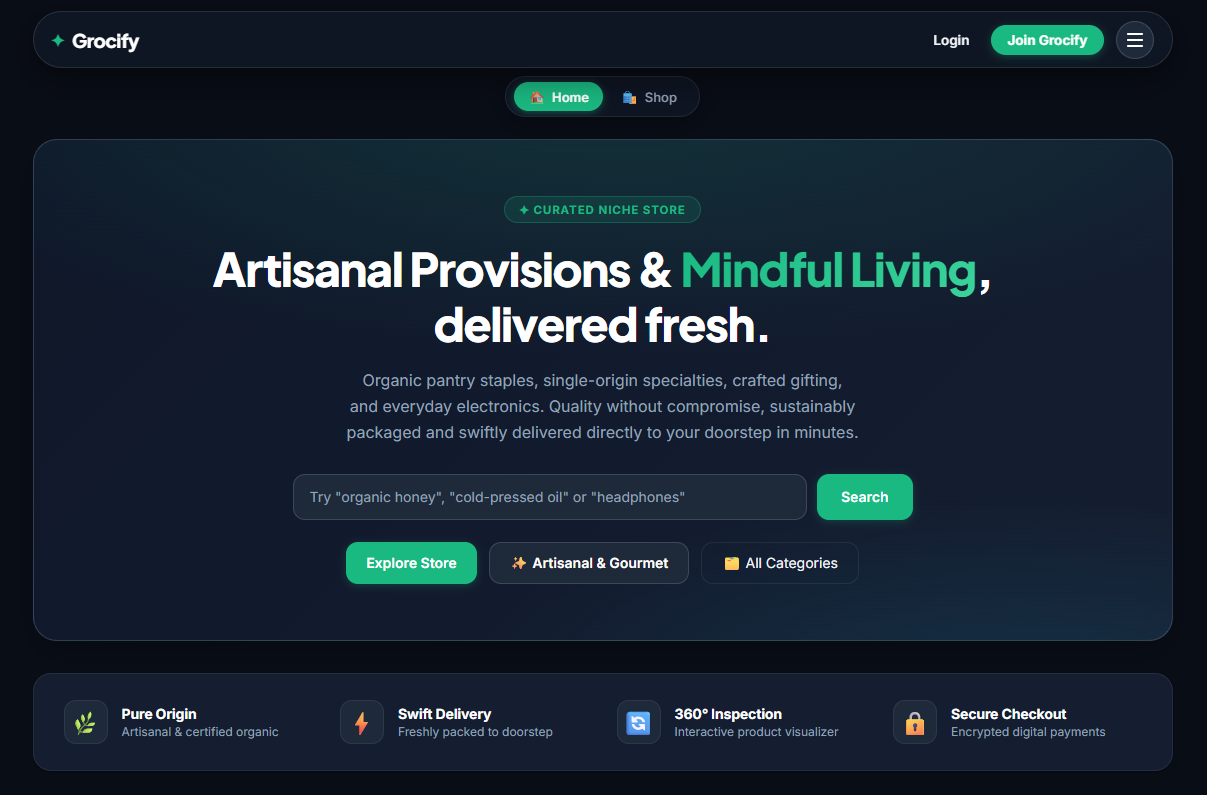 ✦ Grocify
Login
Join Grocify
Home
Shop
✦ CURATED NICHE STORE
Artisanal Provisions & Mindful Living,
delivered fresh.
Organic pantry staples, single-origin specialties, crafted gifting,
and everyday electronics. Quality without compromise, sustainably
packaged and swiftly delivered directly to your doorstep in minutes.
Try "organic honey", "cold-pressed oil" or "headphones"
Search
Explore Store
✨ Artisanal & Gourmet
All Categories
Pure Origin
Artisanal & certified organic
Swift Delivery
Freshly packed to doorstep
360° Inspection
Interactive product visualizer
Secure Checkout
Encrypted digital payments